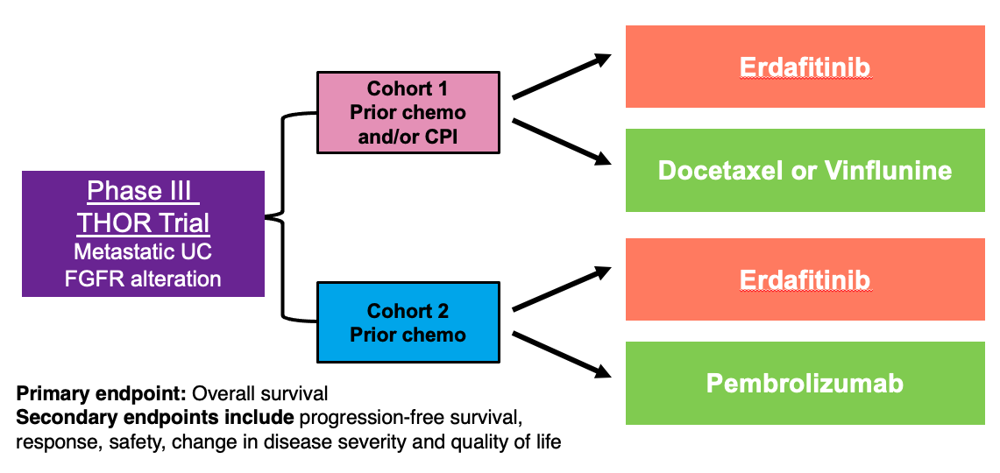 Phase III
THOR Trial
Metastatic UC
FGFR alteration
Cohort 1
Prior chemo
and/or CPI
Erdafitinib
Docetaxel or Vinflunine
Cohort 2
Prior chemo
Erdafitinib
Pembrolizumab
Primary endpoint: Overall survival
Secondary endpoints include progression-free survival,
response, safety, change in disease severity and quality of life